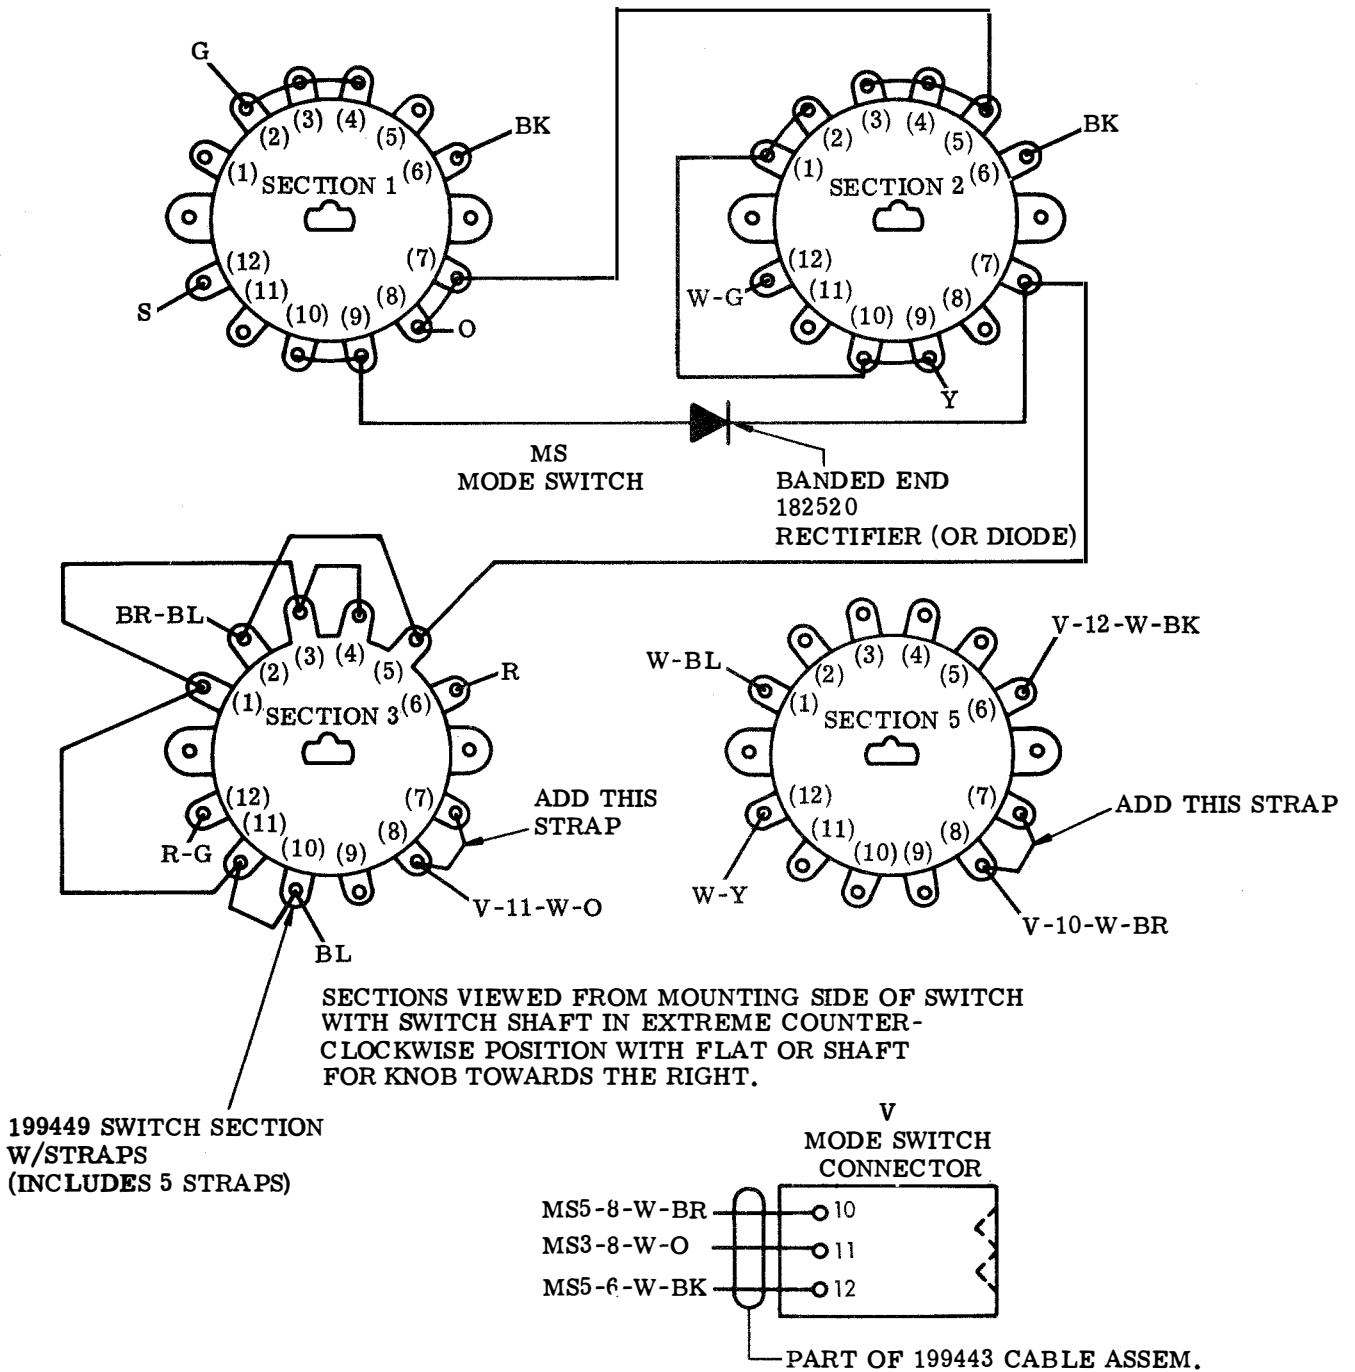 G
BK
(1)
(2)
(3)
(4)
(5)
(6)
SECTION 1
(7)
(8)
(9)
(10)
(11)
(12)
S
O
BK
(1)
(2)
(3)
(4)
(5)
(6)
SECTION 2
(7)
(8)
(9)
(10)
(11)
(12)
W-G
Y
MS
MODE SWITCH
BANDED END
182520
RECTIFIER (OR DIODE)
BR-BL
R
(1)
(2)
(3)
(4)
(5)
(6)
SECTION 3
(7)
(8)
(9)
(10)
(11)
(12)
R-G
ADD THIS
STRAP
V-11-W-O
BL
W-BL
V-12-W-BK
(1)
(2)
(3)
(4)
(5)
(6)
SECTION 5
(7)
(8)
(9)
(10)
(11)
(12)
W-Y
ADD THIS STRAP
V-10-W-BR
SECTIONS VIEWED FROM MOUNTING SIDE OF SWITCH
WITH SWITCH SHAFT IN EXTREME COUNTER-
CLOCKWISE POSITION WITH FLAT OR SHAFT
FOR KNOB TOWARDS THE RIGHT.
199449 SWITCH SECTION
W/STRAPS
(INCLUDES 5 STRAPS)
V
MODE SWITCH
CONNECTOR
MS5-8-W-BR 10
MS3-8-W-O 11
MS5-6-W-BK 12
PART OF 199443 CABLE ASSEM.